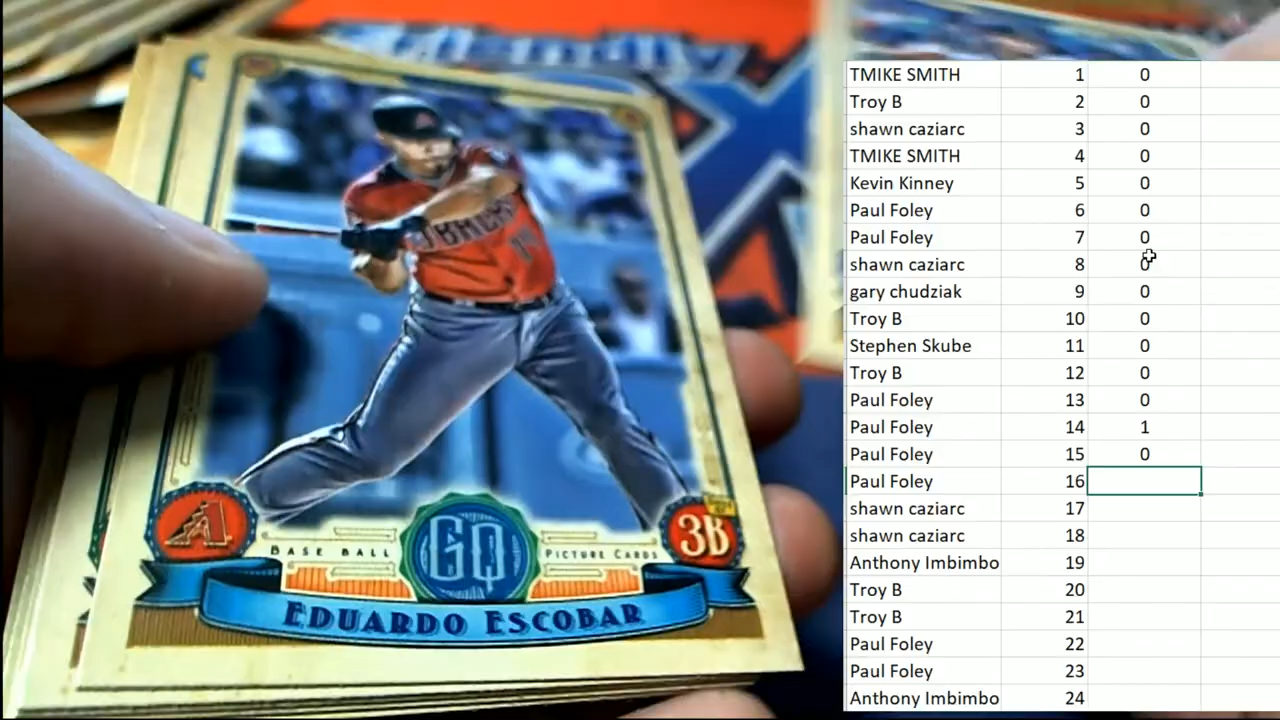 D'BACKS
A
BASE BALL GQ PICTURE CARDS 3B
EDUARDO ESCOBAR
TMIKE SMITH 1 0
Troy B 2 0
shawn caziarc 3 0
TMIKE SMITH 4 0
Kevin Kinney 5 0
Paul Foley 6 0
Paul Foley 7 0
shawn caziarc 8 0
gary chudziak 9 0
Troy B 10 0
Stephen Skube 11 0
Troy B 12 0
Paul Foley 13 0
Paul Foley 14 1
Paul Foley 15 0
Paul Foley 16
shawn caziarc 17
shawn caziarc 18
Anthony Imbimbo 19
Troy B 20
Troy B 21
Paul Foley 22
Paul Foley 23
Anthony Imbimbo 24